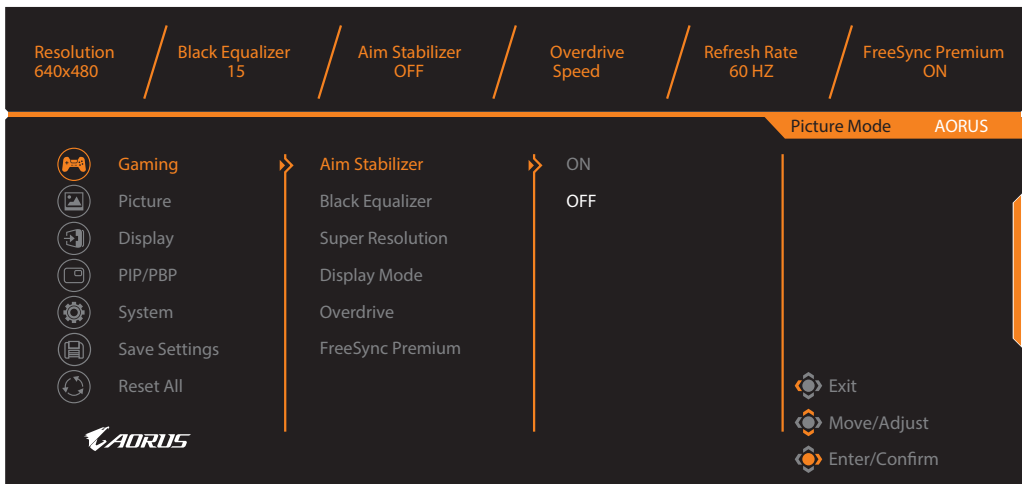 Resolution
640x480
Black Equalizer
15
Aim Stabilizer
OFF
Overdrive
Speed
Refresh Rate
60 HZ
FreeSync Premium
ON
Picture Mode AORUS
Gaming
Picture
Display
PIP/PBP
System
Save Settings
Reset All
Aim Stabilizer
Black Equalizer
Super Resolution
Display Mode
Overdrive
FreeSync Premium
ON
OFF
Exit
Move/Adjust
Enter/Confirm
AORUS